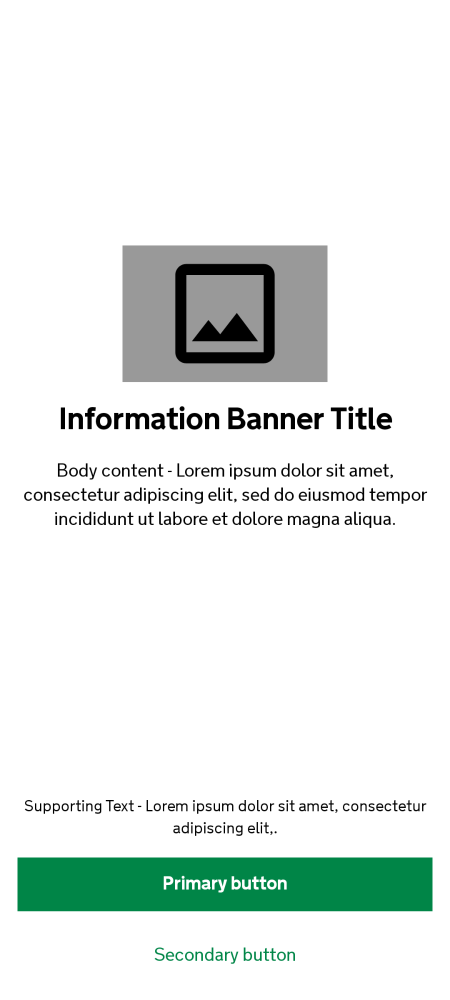 Information Banner Title
Body content - Lorem ipsum dolor sit amet,
consectetur adipiscing elit, sed do eiusmod tempor
incididunt ut labore et dolore magna aliqua.
Supporting Text - Lorem ipsum dolor sit amet, consectetur
adipiscing elit,.
Primary button
Secondary button